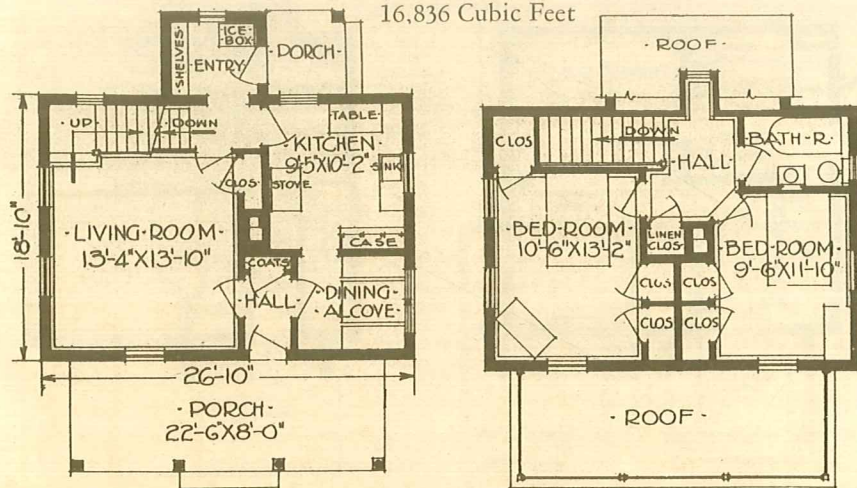 16,836 Cubic Feet
SHELVES
ICE-
BOX
ENTRY
PORCH
UP
DOWN
TABLE
KITCHEN
9'-5"X10'-2"
CLOS
STOVE
SINK
18'-10"
LIVING·ROOM
13'-4"X13'-10"
CASE
COATS
HALL
DINING
ALCOVE
26'-10"
·PORCH·
22'-6"X8'-0"
·ROOF·
CLOS
DOWN
HALL
BATH-R.
BED-ROOM
10'-6"X13'-2"
LINEN
CLOS
BED-ROOM
9'-6"X11'-10"
CLOS
CLOS
CLOS
CLOS
·ROOF·